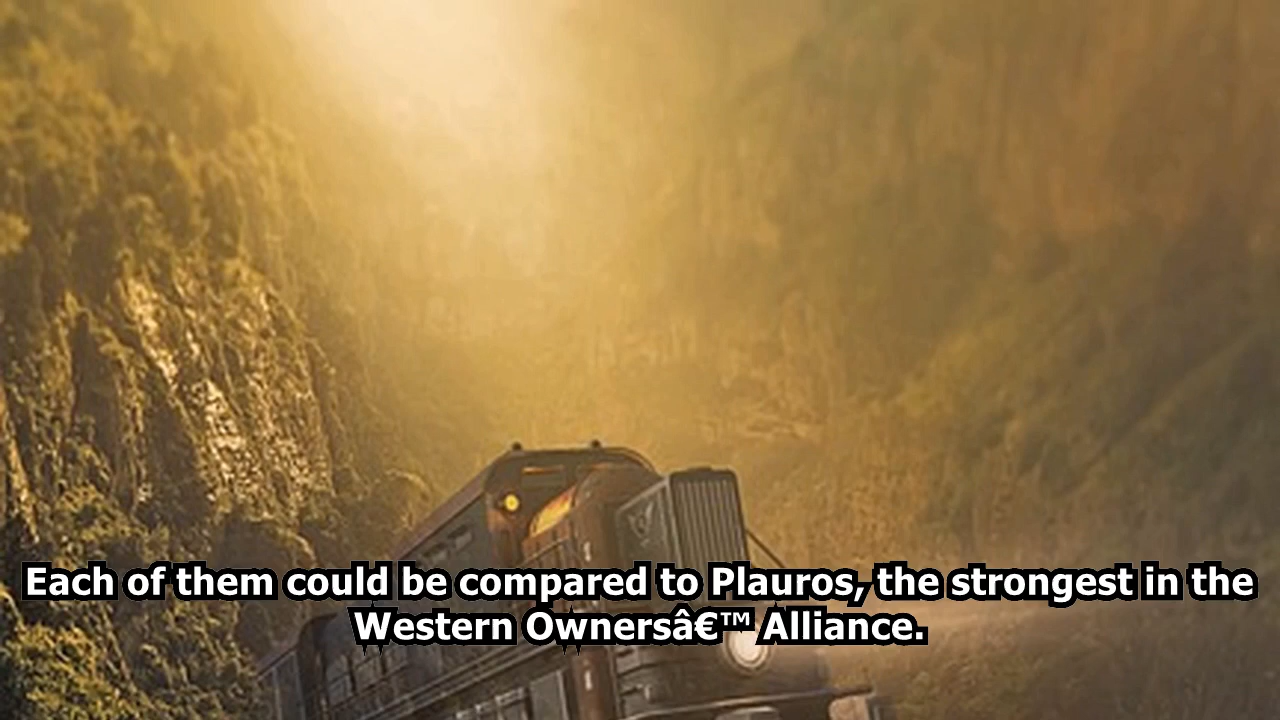 Each of them could be compared to Plauros, the strongest in the
Western Ownersâ€™ Alliance.